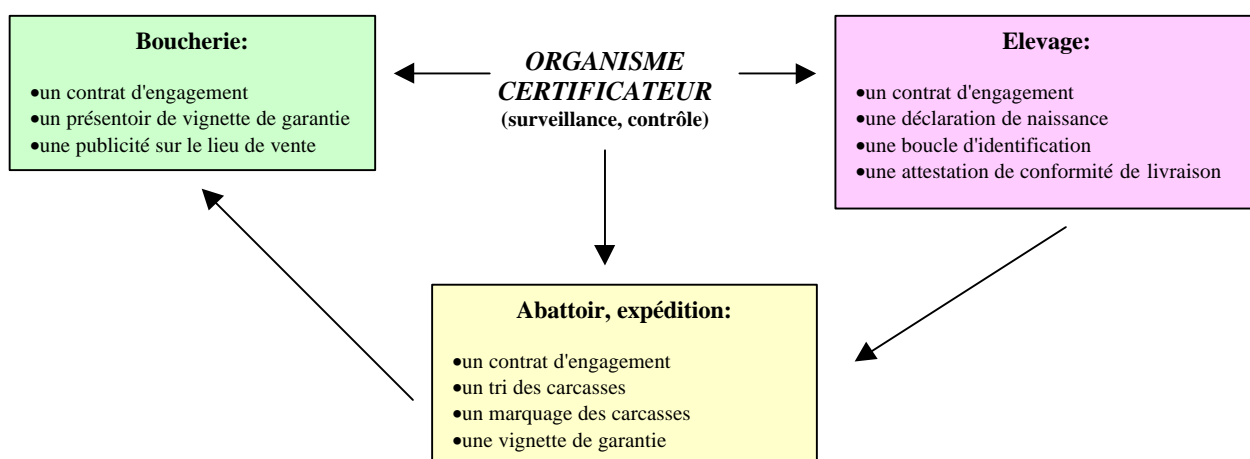 Boucherie:
•un contrat d'engagement
•un présentoir de vignette de garantie
•une publicité sur le lieu de vente
ORGANISME
CERTIFICATEUR
(surveillance, contrôle)
Elevage:
•un contrat d'engagement
•une déclaration de naissance
•une boucle d'identification
•une attestation de conformité de livraison
Abattoir, expédition:
•un contrat d'engagement
•un tri des carcasses
•un marquage des carcasses
•une vignette de garantie